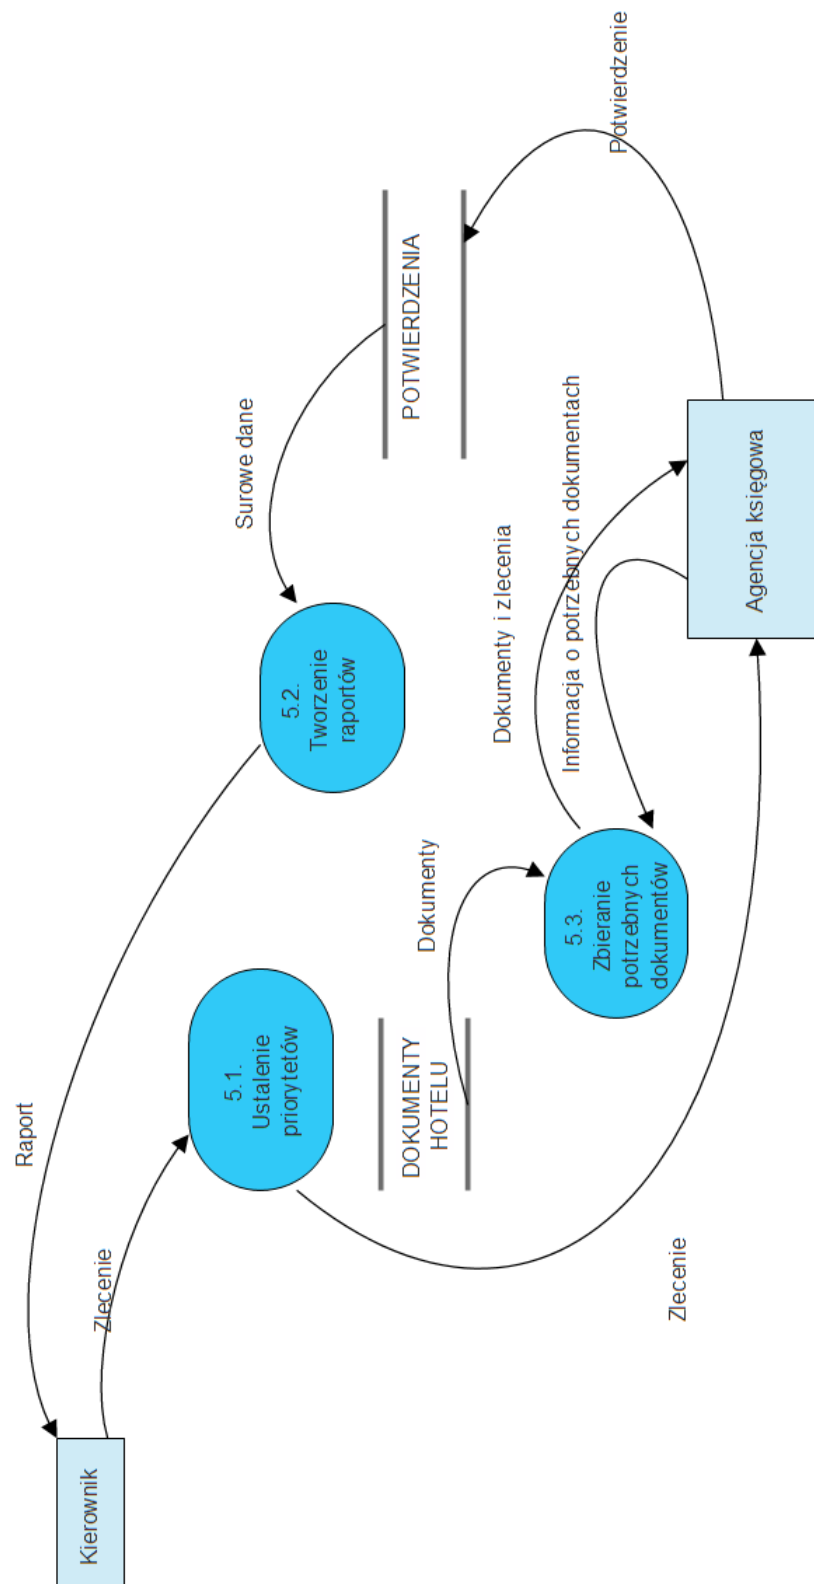 Kierownik
Zlecenie
Raport
5.1.
Ustalenie
priorytetów
DOKUMENTY
HOTELU
Zlecenie
Dokumenty
5.2.
Tworzenie
raportów
5.3.
Zbieranie
potrzebnych
dokumentów
Surowe dane
POTWIERDZENIA
Dokumenty i zlecenia
Informacja o potrzebnych dokumentach
Agencja księgowa
Potwierdzenie